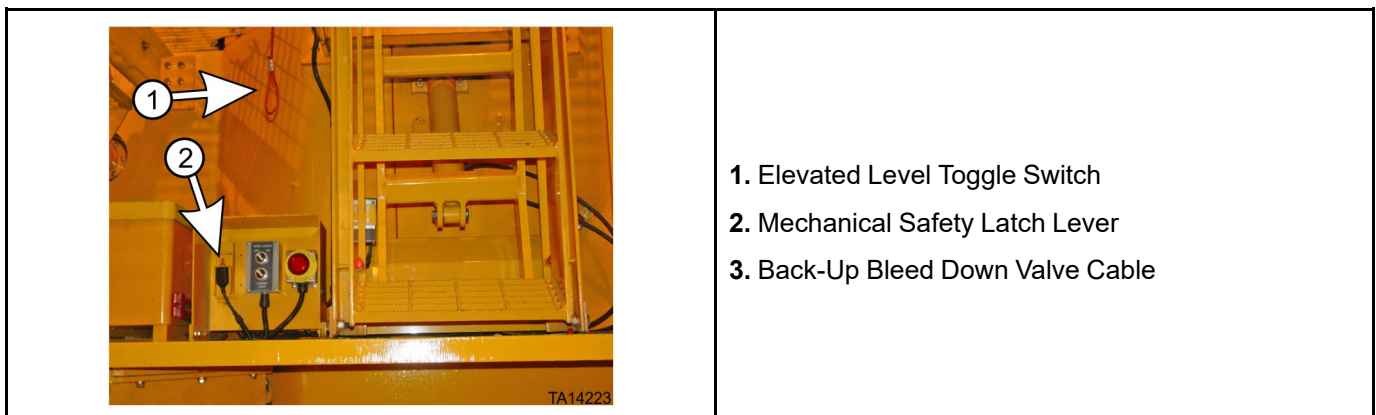 1
2
TA14223
1. Elevated Level Toggle Switch
2. Mechanical Safety Latch Lever
3. Back-Up Bleed Down Valve Cable